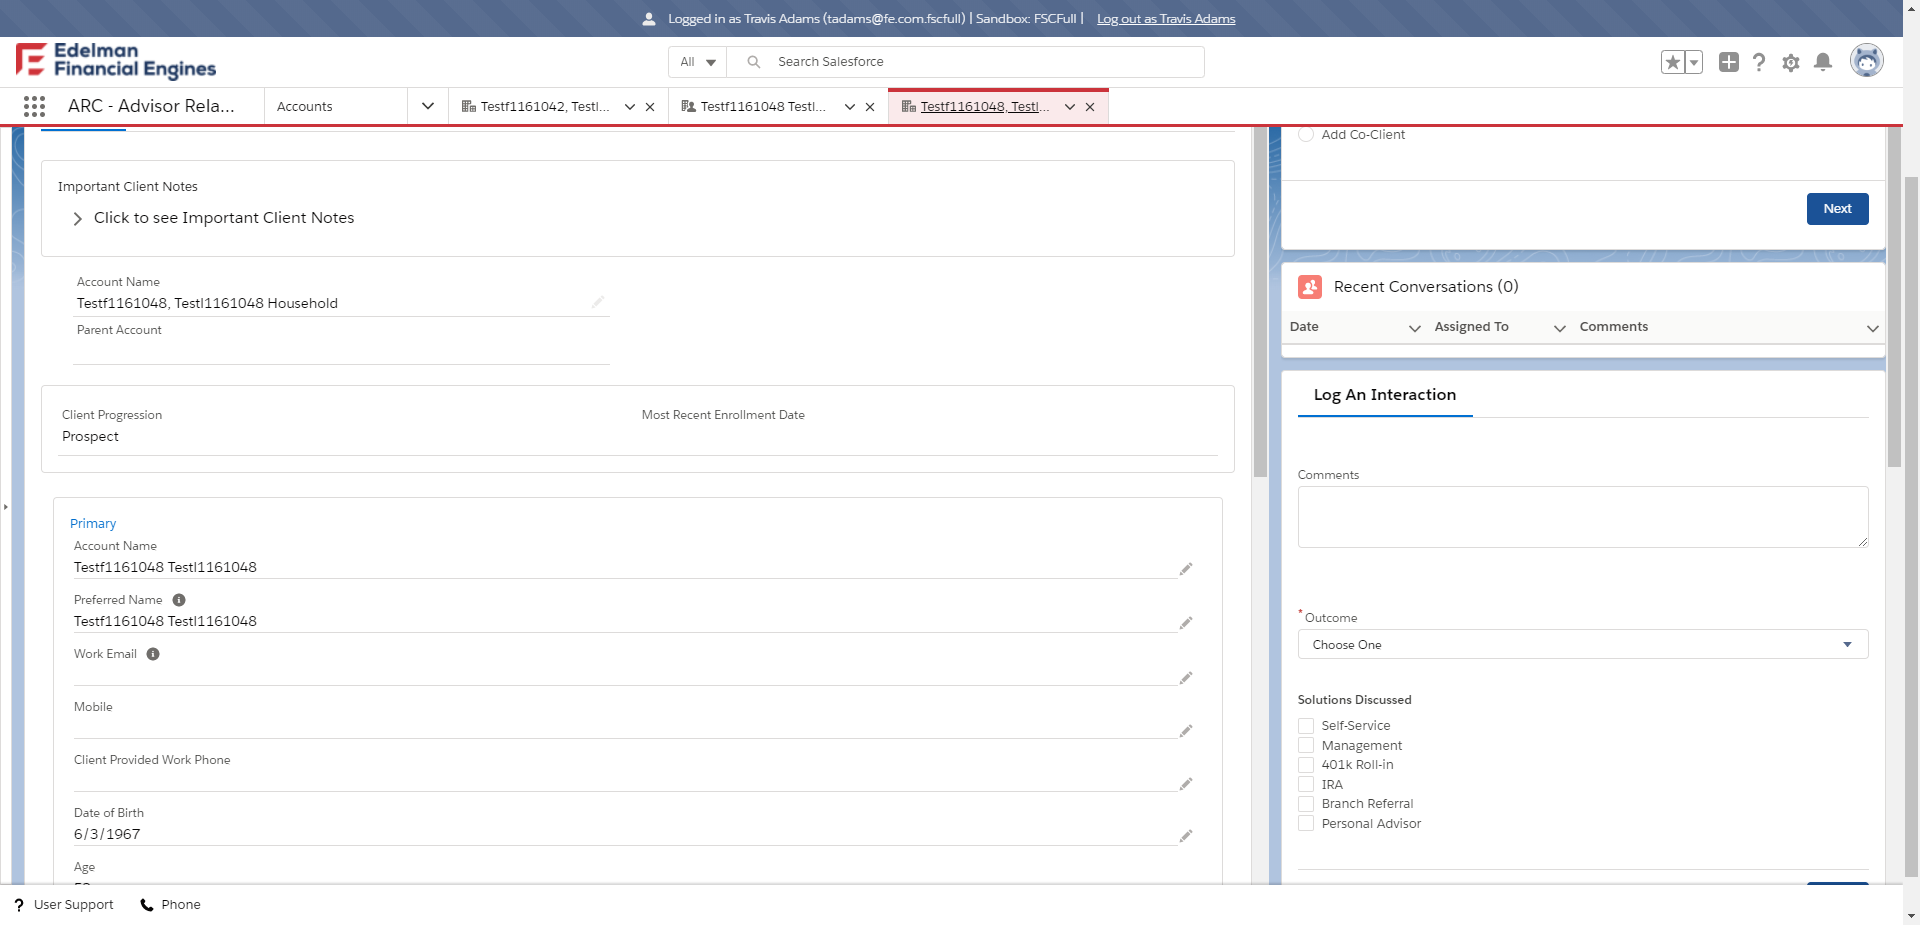 Logged in as Travis Adams (tadams@fe.com.fscfull) | Sandbox: FSCFull | Log out as Travis Adams
Edelman
Financial Engines
All
Search Salesforce
ARC - Advisor Rela...
Accounts
Testf1161042, Testl...
Testf1161048 Testl...
Testf1161048, Testl...
Important Client Notes
Click to see Important Client Notes
Account Name
Testf1161048, Testl1161048 Household
Parent Account
Client Progression
Prospect
Most Recent Enrollment Date
Primary
Account Name
Testf1161048 Testl1161048
Preferred Name
Testf1161048 Testl1161048
Work Email
Mobile
Client Provided Work Phone
Date of Birth
6/3/1967
Age
Add Co-Client
Next
Recent Conversations (0)
Date
Assigned To
Comments
Log An Interaction
Comments
*Outcome
Choose One
Solutions Discussed
Self-Service
Management
401k Roll-in
IRA
Branch Referral
Personal Advisor
User Support
Phone